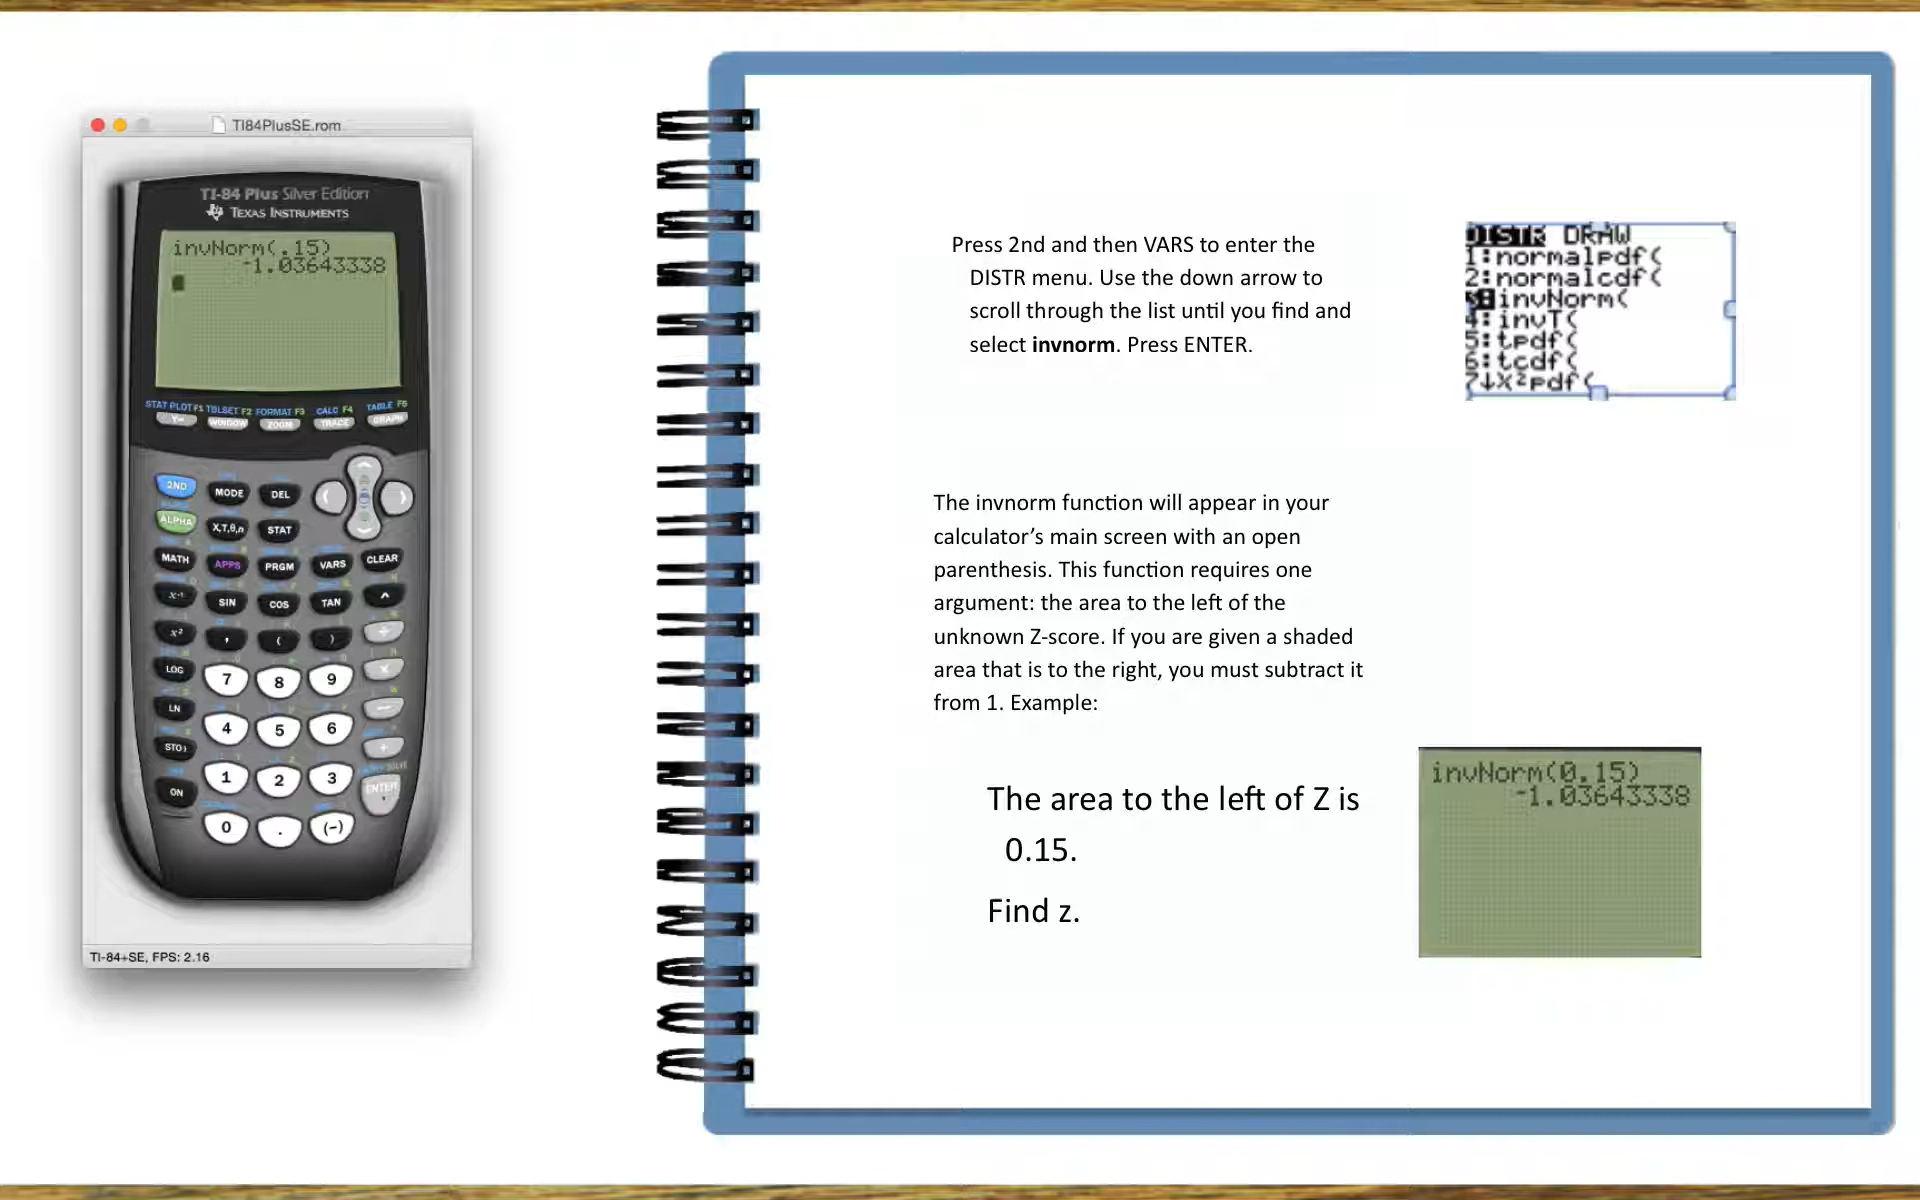 TI84PlusSE.rom
TI-84 Plus Silver Edition
TEXAS INSTRUMENTS
invNorm(.15)
-1.03643338
STAT PLOT F1 TBLSET F2 FORMAT F3 CALC F4 TABLE F5
Y= WINDOW ZOOM TRACE GRAPH
2ND MODE DEL
ALPHA X,T,θ,n STAT
MATH APPS PRGM VARS CLEAR
x⁻¹ SIN COS TAN ^
x² , ( ) ÷
LOG 7 8 9 ×
LN 4 5 6 −
STO› 1 2 3 +
ON 0 . (−) ENTER
TI-84+SE, FPS: 2.16
Press 2nd and then VARS to enter the
DISTR menu. Use the down arrow to
scroll through the list until you find and
select invnorm. Press ENTER.
DISTR DRAW
1:normalpdf(
2:normalcdf(
3:invNorm(
4:invT(
5:tpdf(
6:tcdf(
7↓X²pdf(
The invnorm function will appear in your
calculator’s main screen with an open
parenthesis. This function requires one
argument: the area to the left of the
unknown Z-score. If you are given a shaded
area that is to the right, you must subtract it
from 1. Example:
The area to the left of Z is
0.15.
Find z.
invNorm(0.15)
-1.03643338